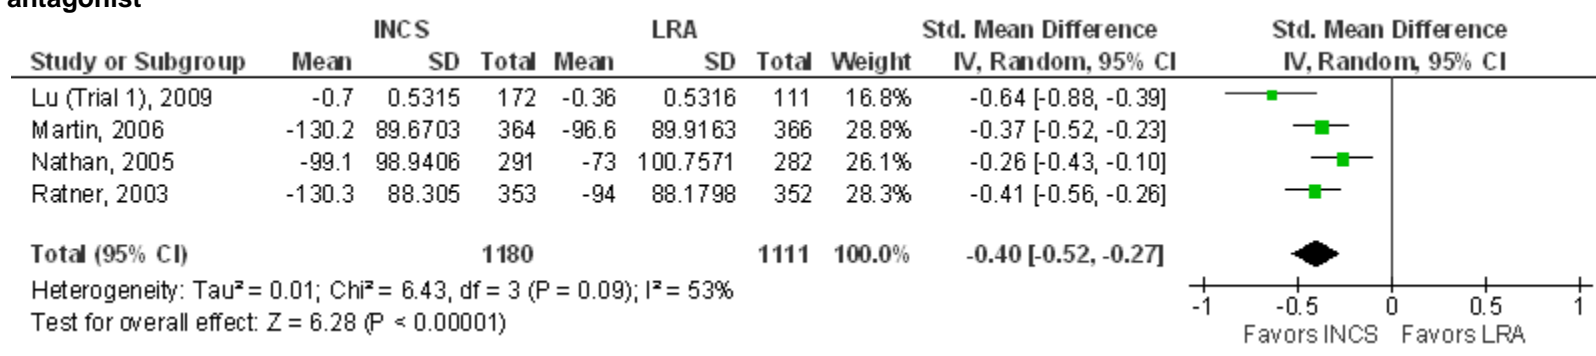 antagonist
INCS LRA Std. Mean Difference Std. Mean Difference
Study or Subgroup Mean SD Total Mean SD Total Weight IV, Random, 95% CI IV, Random, 95% CI
Lu (Trial 1), 2009 -0.7 0.5315 172 -0.36 0.5316 111 16.8% -0.64 [-0.88, -0.39]
Martin, 2006 -130.2 89.6703 364 -96.6 89.9163 366 28.8% -0.37 [-0.52, -0.23]
Nathan, 2005 -99.1 98.9406 291 -73 100.7571 282 26.1% -0.26 [-0.43, -0.10]
Ratner, 2003 -130.3 88.305 353 -94 88.1798 352 28.3% -0.41 [-0.56, -0.26]
Total (95% CI) 1180 1111 100.0% -0.40 [-0.52, -0.27]
Heterogeneity: Tau² = 0.01; Chi² = 6.43, df = 3 (P = 0.09); I² = 53%
Test for overall effect: Z = 6.28 (P < 0.00001)
-1 -0.5 0 0.5 1
Favors INCS Favors LRA